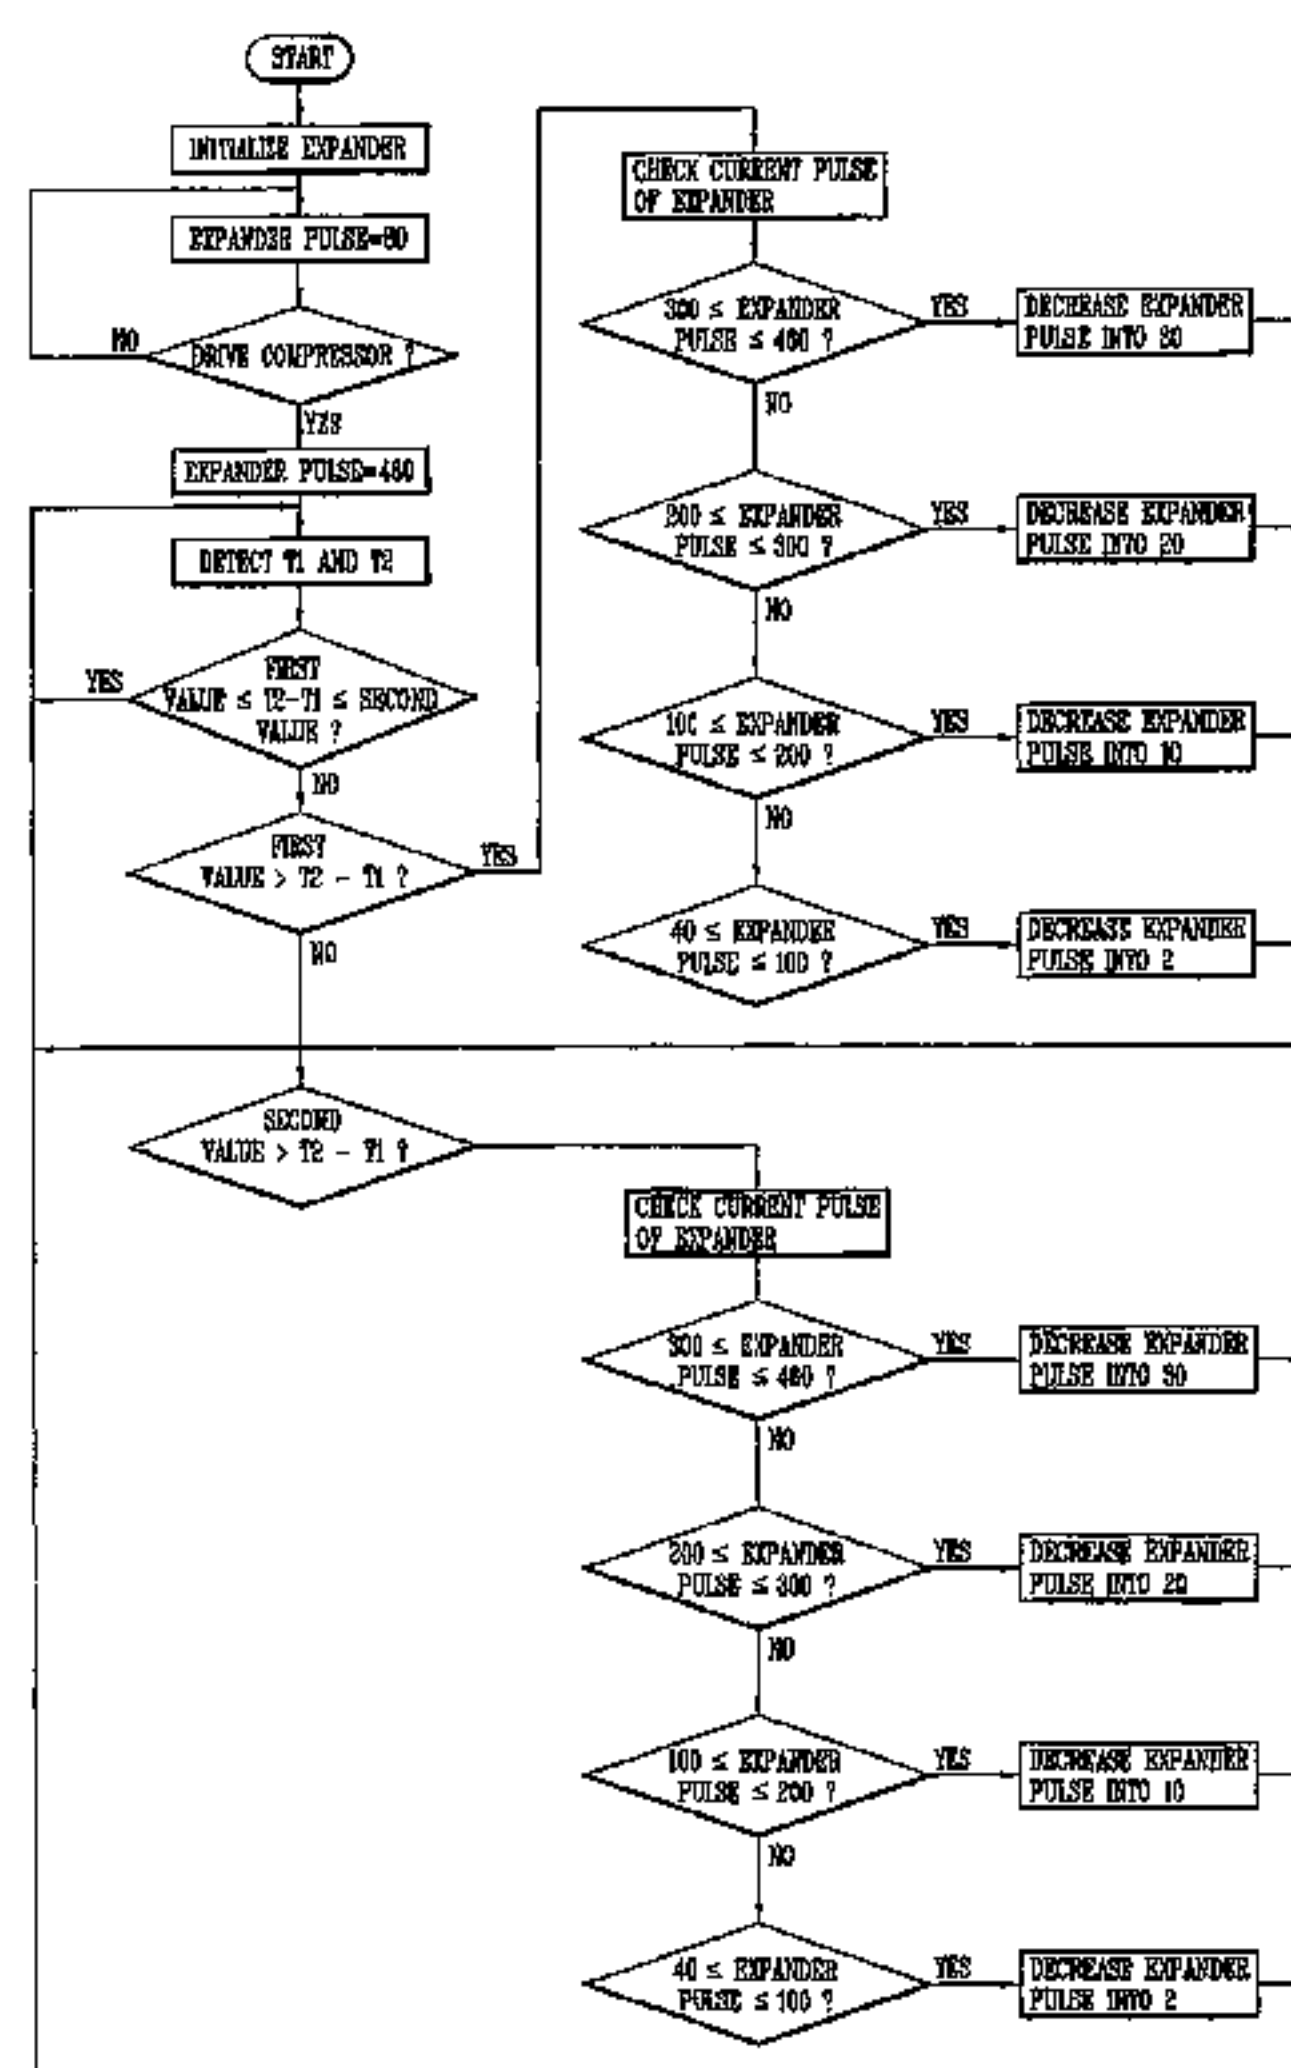 START
INITIALIZE EXPANDER
EXPANDER PULSE=80
DRIVE COMPRESSOR ?
NO
YES
EXPANDER PULSE=480
DETECT T1 AND T2
FIRST
VALUE ≤ T2-T1 ≤ SECOND
VALUE ?
YES
NO
FIRST
VALUE > T2 - T1 ?
YES
NO
CHECK CURRENT PULSE
OF EXPANDER
300 ≤ EXPANDER
PULSE ≤ 480 ?
YES
DECREASE EXPANDER
PULSE INTO 30
NO
200 ≤ EXPANDER
PULSE ≤ 300 ?
YES
DECREASE EXPANDER
PULSE INTO 20
NO
100 ≤ EXPANDER
PULSE ≤ 200 ?
YES
DECREASE EXPANDER
PULSE INTO 10
NO
40 ≤ EXPANDER
PULSE ≤ 100 ?
YES
DECREASE EXPANDER
PULSE INTO 2
SECOND
VALUE > T2 - T1 ?
CHECK CURRENT PULSE
OF EXPANDER
300 ≤ EXPANDER
PULSE ≤ 480 ?
YES
DECREASE EXPANDER
PULSE INTO 30
NO
200 ≤ EXPANDER
PULSE ≤ 300 ?
YES
DECREASE EXPANDER
PULSE INTO 20
NO
100 ≤ EXPANDER
PULSE ≤ 200 ?
YES
DECREASE EXPANDER
PULSE INTO 10
NO
40 ≤ EXPANDER
PULSE ≤ 100 ?
YES
DECREASE EXPANDER
PULSE INTO 2